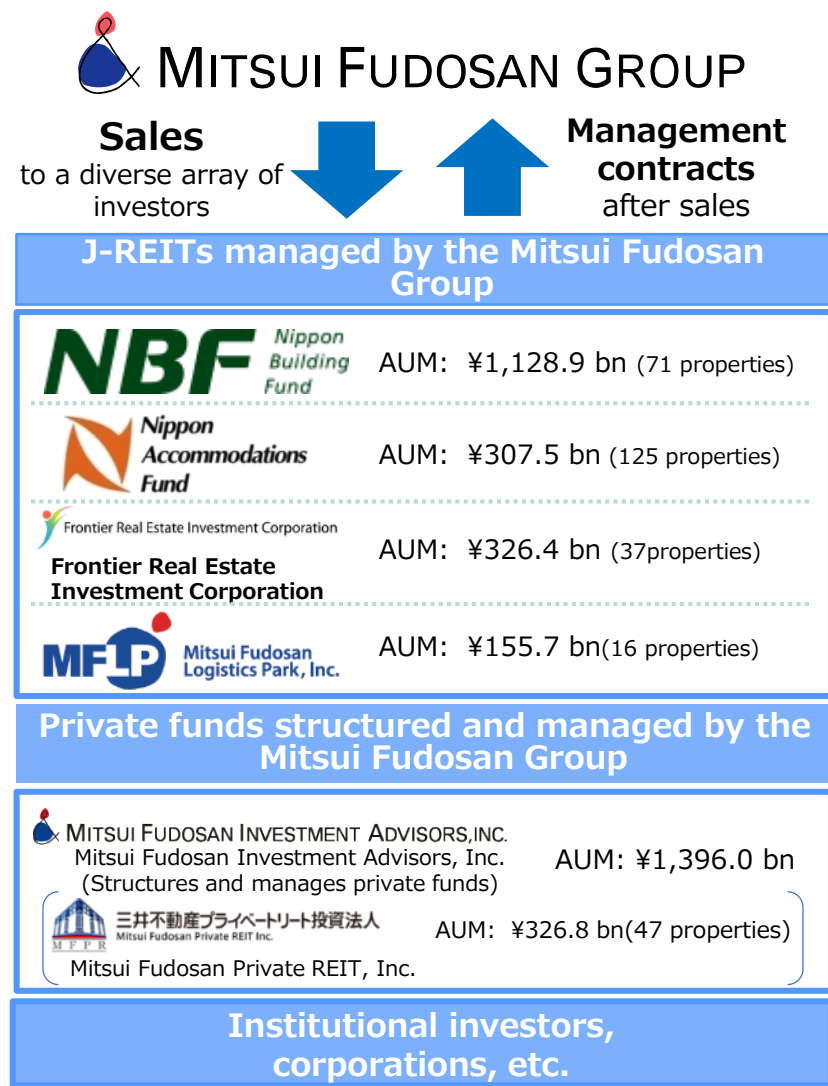 MITSUI FUDOSAN GROUP
Sales
to a diverse array of
investors
Management
contracts
after sales
J-REITs managed by the Mitsui Fudosan
Group
NBF
Nippon
Building
Fund
AUM: ¥1,128.9 bn (71 properties)
Nippon
Accommodations
Fund
AUM: ¥307.5 bn (125 properties)
Frontier Real Estate Investment Corporation
Frontier Real Estate
Investment Corporation
AUM: ¥326.4 bn (37properties)
MFLP
Mitsui Fudosan
Logistics Park, Inc.
AUM: ¥155.7 bn(16 properties)
Private funds structured and managed by the
Mitsui Fudosan Group
MITSUI FUDOSAN INVESTMENT ADVISORS,INC.
Mitsui Fudosan Investment Advisors, Inc.
(Structures and manages private funds)
AUM: ¥1,396.0 bn
MFPR
三井不動産プライベートリート投資法人
Mitsui Fudosan Private REIT Inc.
AUM: ¥326.8 bn(47 properties)
Mitsui Fudosan Private REIT, Inc.
Institutional investors,
corporations, etc.